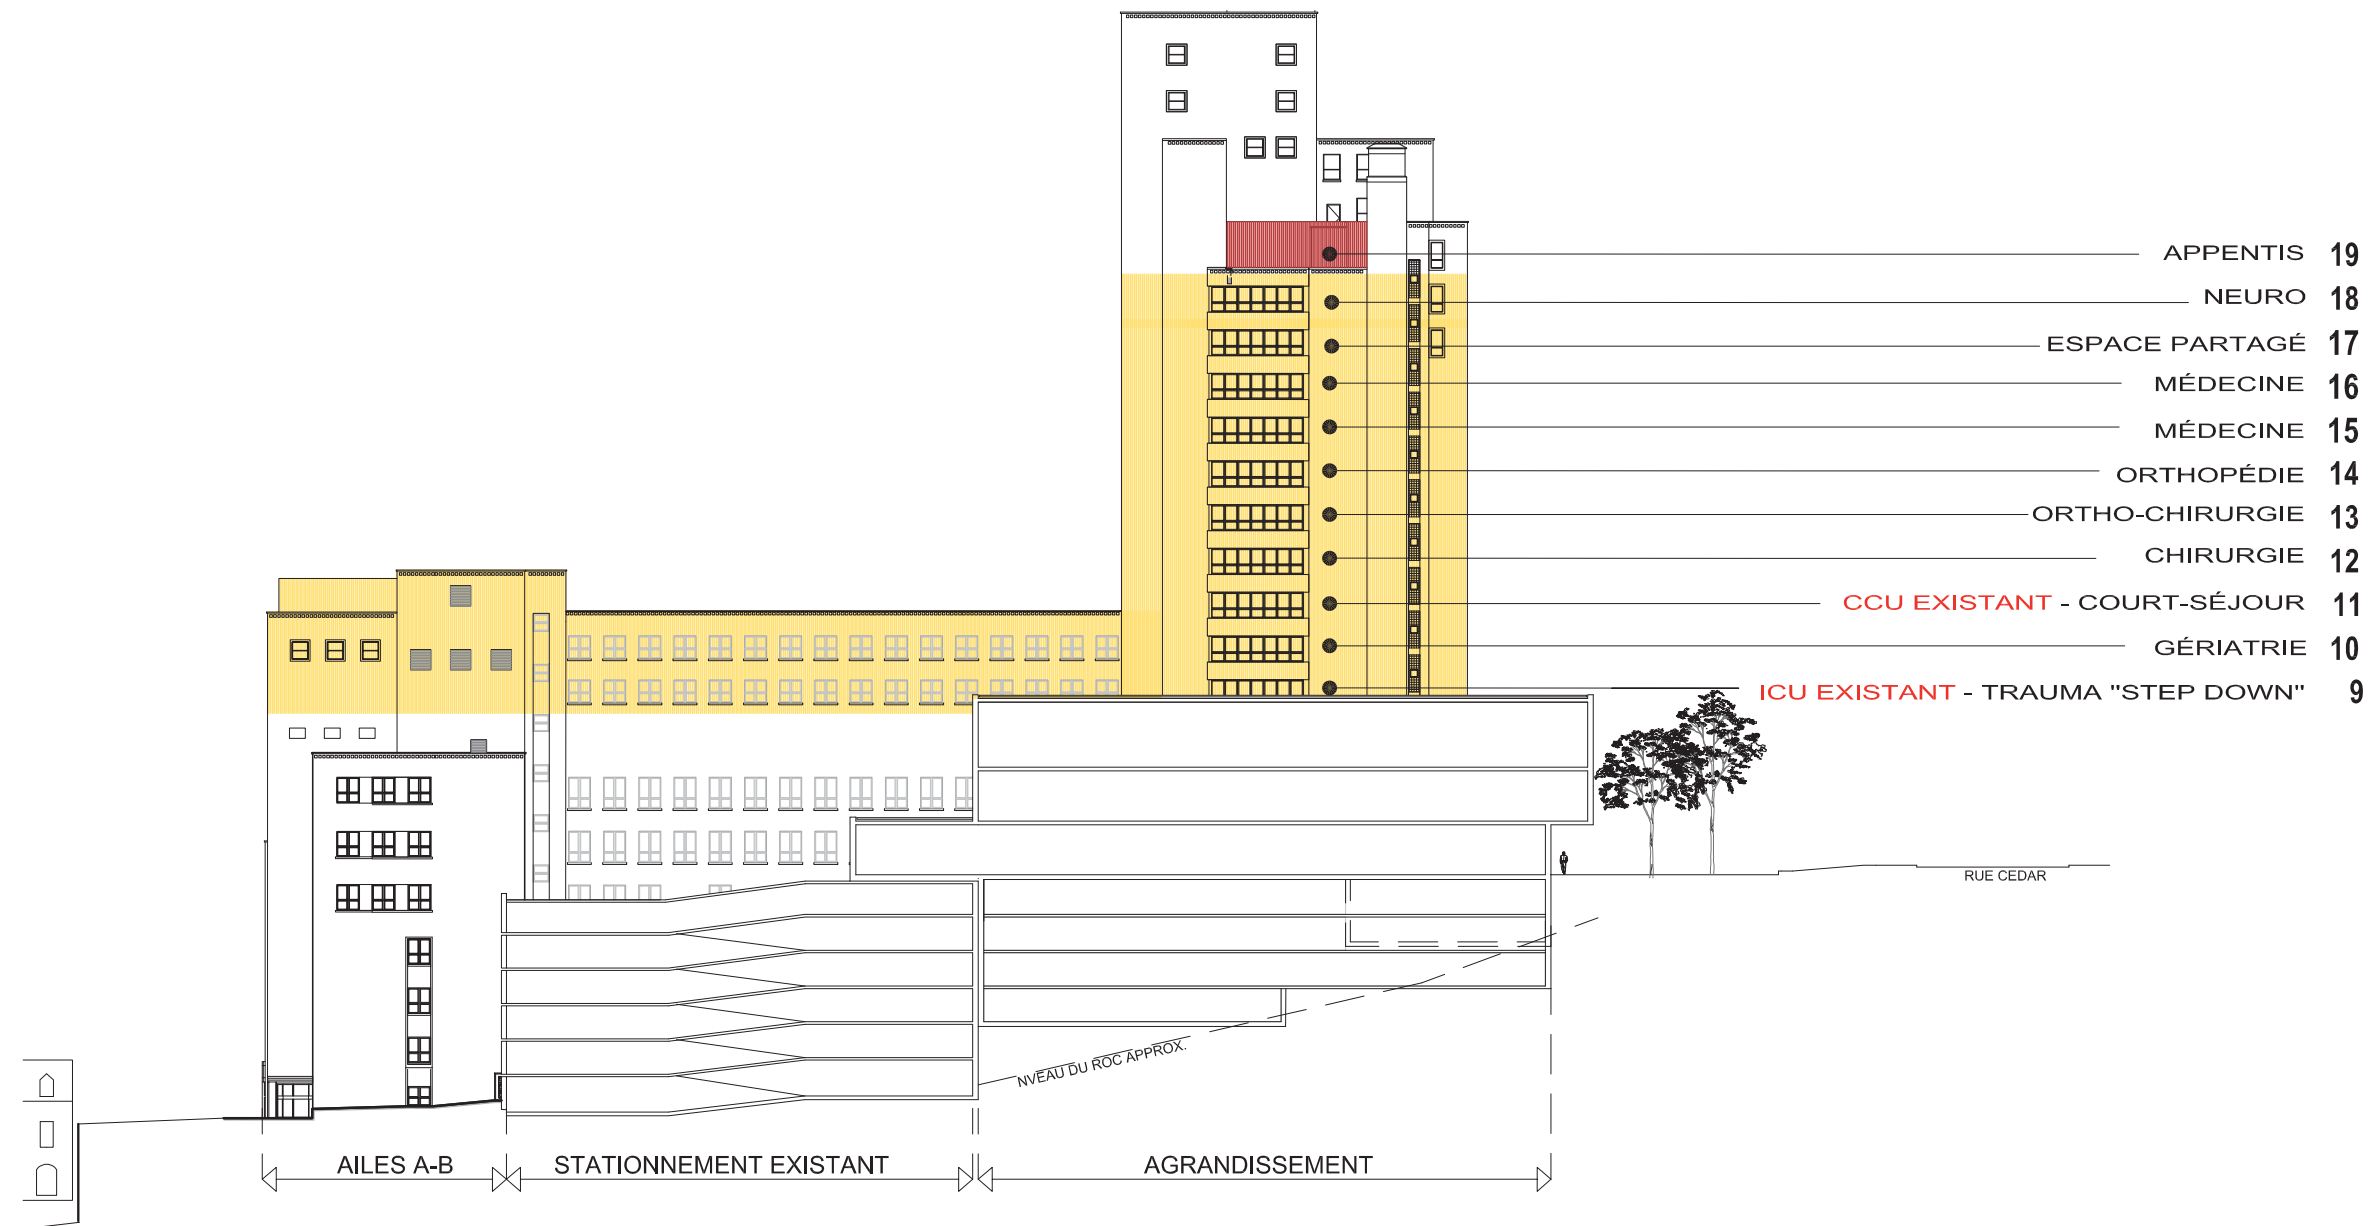 APPENTIS 19
NEURO 18
ESPACE PARTAGÉ 17
MÉDECINE 16
MÉDECINE 15
ORTHOPÉDIE 14
ORTHO-CHIRURGIE 13
CHIRURGIE 12
CCU EXISTANT - COURT-SÉJOUR 11
GÉRIATRIE 10
ICU EXISTANT - TRAUMA "STEP DOWN" 9
RUE CEDAR
NVEAU DU ROC APPROX.
AILES A-B
STATIONNEMENT EXISTANT
AGRANDISSEMENT